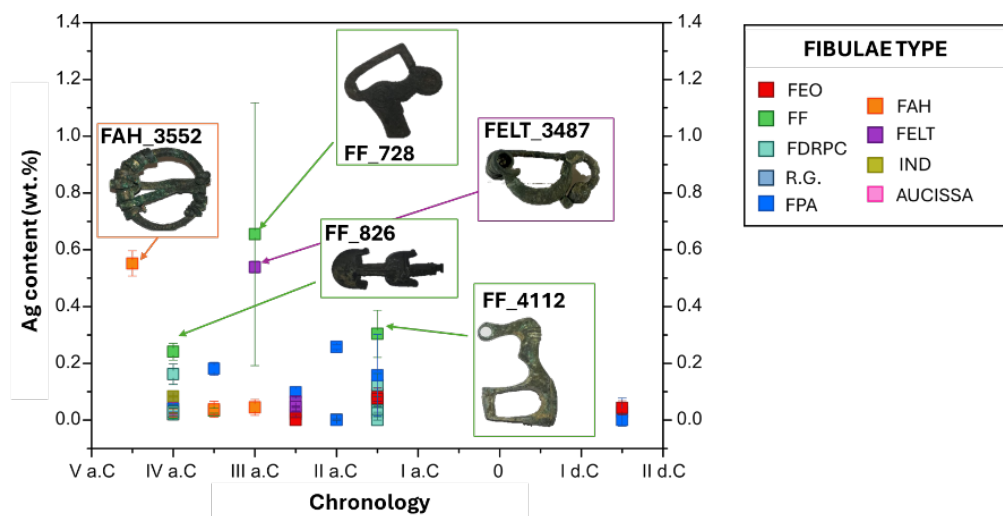 1.4
1.2
1.0
0.8
0.6
0.4
0.2
0.0
Ag content (wt.%)
1.4
1.2
1.0
0.8
0.6
0.4
0.2
0.0
FAH_3552
FF_728
FELT_3487
FF_826
FF_4112
V a.C IV a.C III a.C II a.C I a.C 0 I d.C II d.C
Chronology
FIBULAE TYPE
FEO
FF
FDRPC
R.G.
FPA
FAH
FELT
IND
AUCISSA